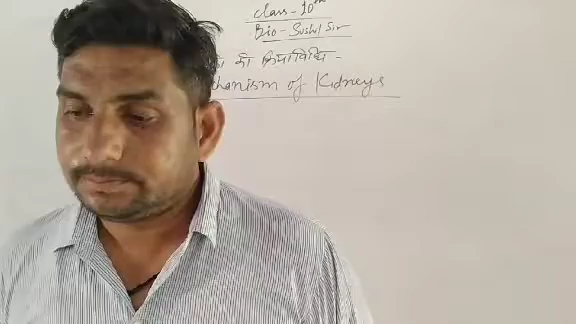 Class - 10th
Bio - Sushil Sir
की क्रियाविधि -
chanism of Kidneys